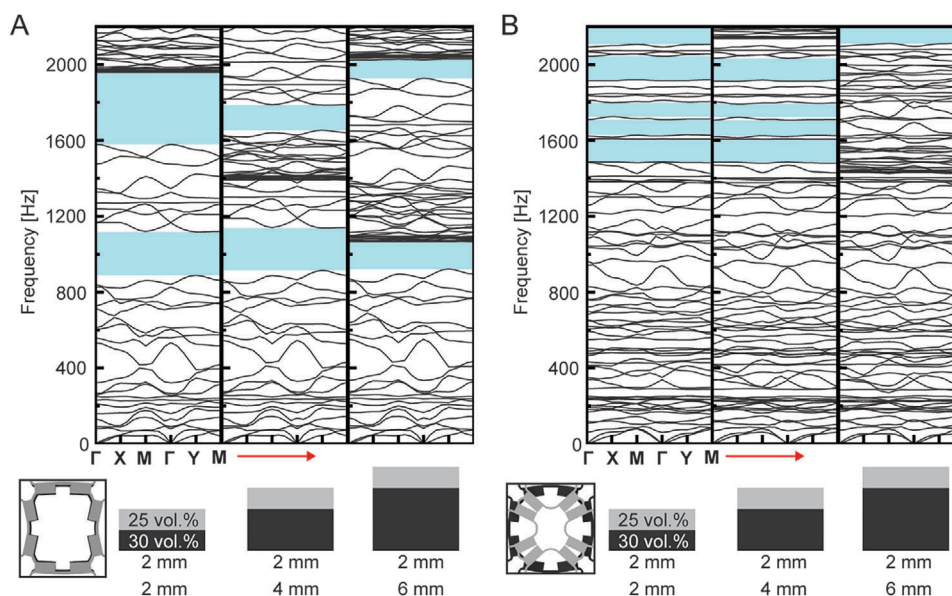 A
B
Frequency [Hz]
2000
1600
1200
800
400
0
Γ X M Γ Y M
25 vol.%
30 vol.%
2 mm 2 mm 2 mm
2 mm 4 mm 6 mm
Frequency [Hz]
2000
1600
1200
800
400
0
Γ X M Γ Y M
25 vol.%
30 vol.%
2 mm 2 mm 2 mm
2 mm 4 mm 6 mm